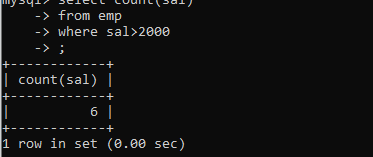 mysql> select count(sal)
    -> from emp
    -> where sal>2000
    -> ;
+------------+
| count(sal) |
+------------+
|          6 |
+------------+
1 row in set (0.00 sec)